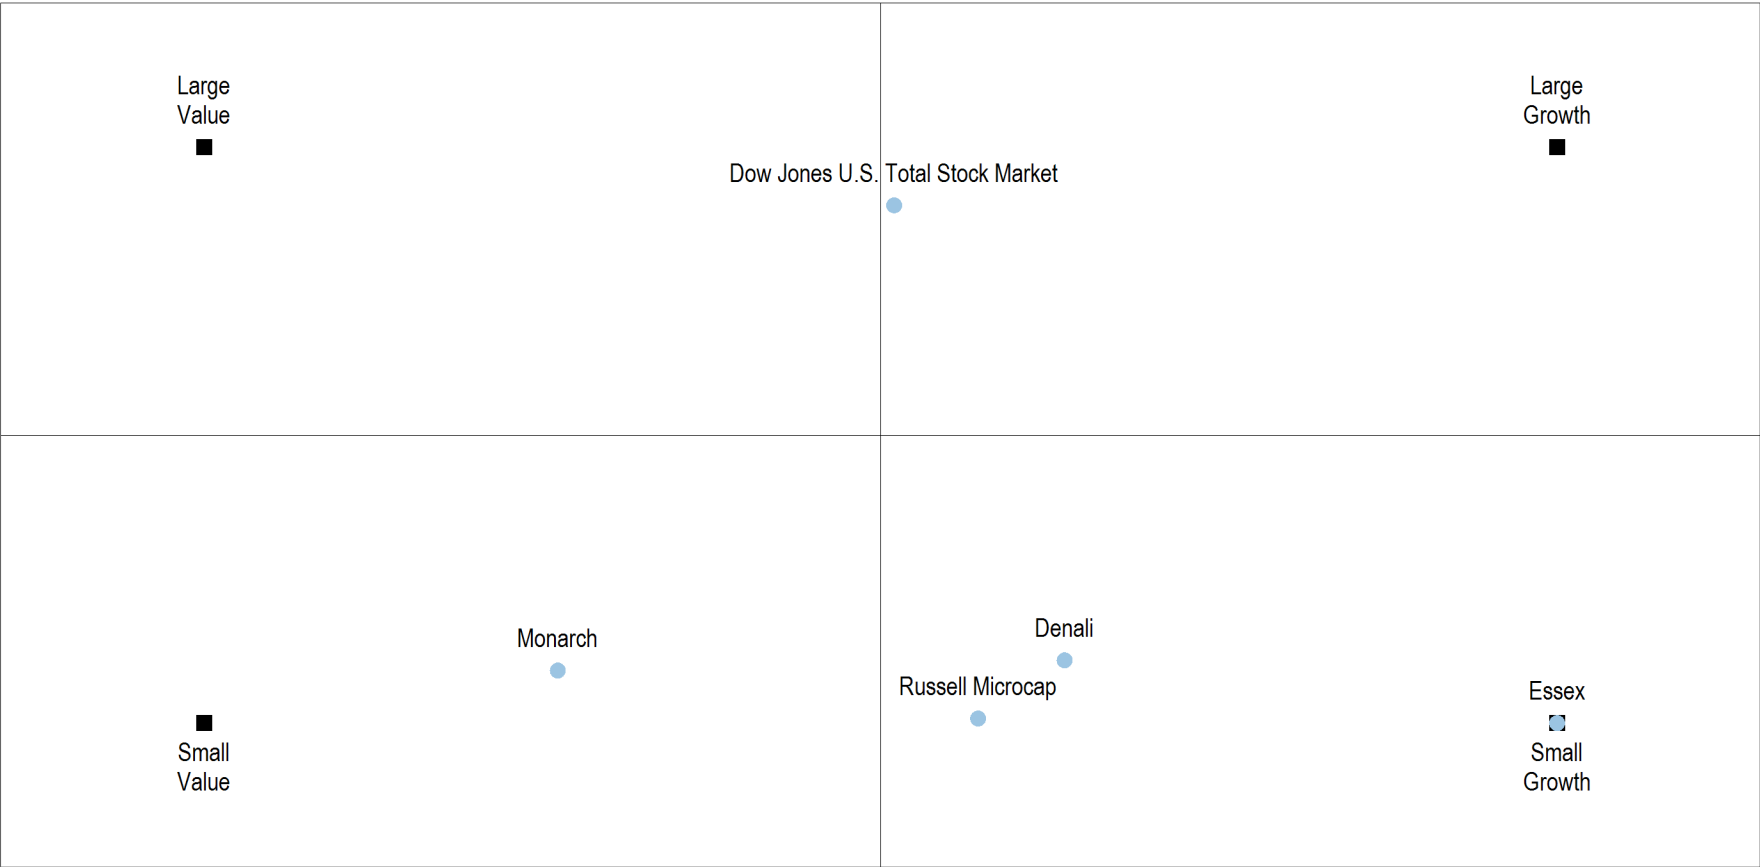 Large
Value
Large
Growth
Dow Jones U.S. Total Stock Market
Monarch
Denali
Russell Microcap
Essex
Small
Value
Small
Growth